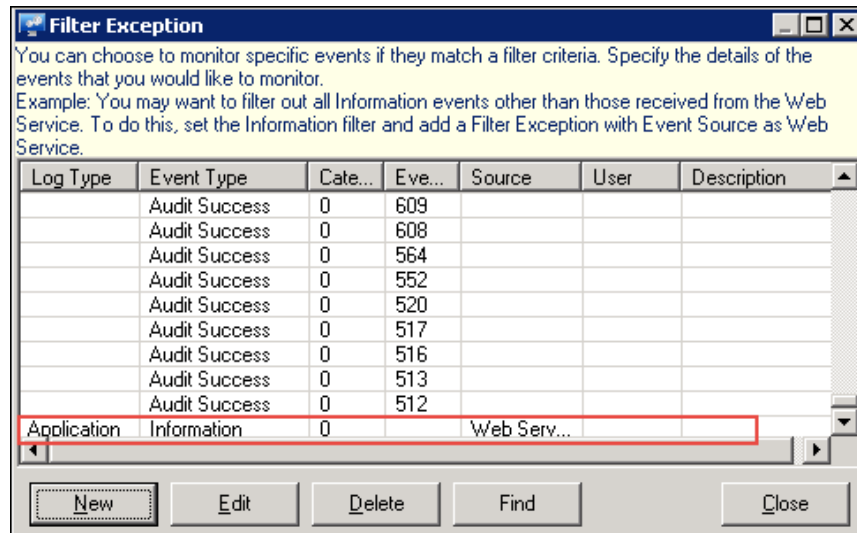 Filter Exception
You can choose to monitor specific events if they match a filter criteria. Specify the details of the
events that you would like to monitor.
Example: You may want to filter out all Information events other than those received from the Web
Service. To do this, set the Information filter and add a Filter Exception with Event Source as Web
Service.
Log Type Event Type Cate... Eve... Source User Description
Audit Success 0 609
Audit Success 0 608
Audit Success 0 564
Audit Success 0 552
Audit Success 0 520
Audit Success 0 517
Audit Success 0 516
Audit Success 0 513
Audit Success 0 512
Application Information 0 Web Serv...
New Edit Delete Find Close